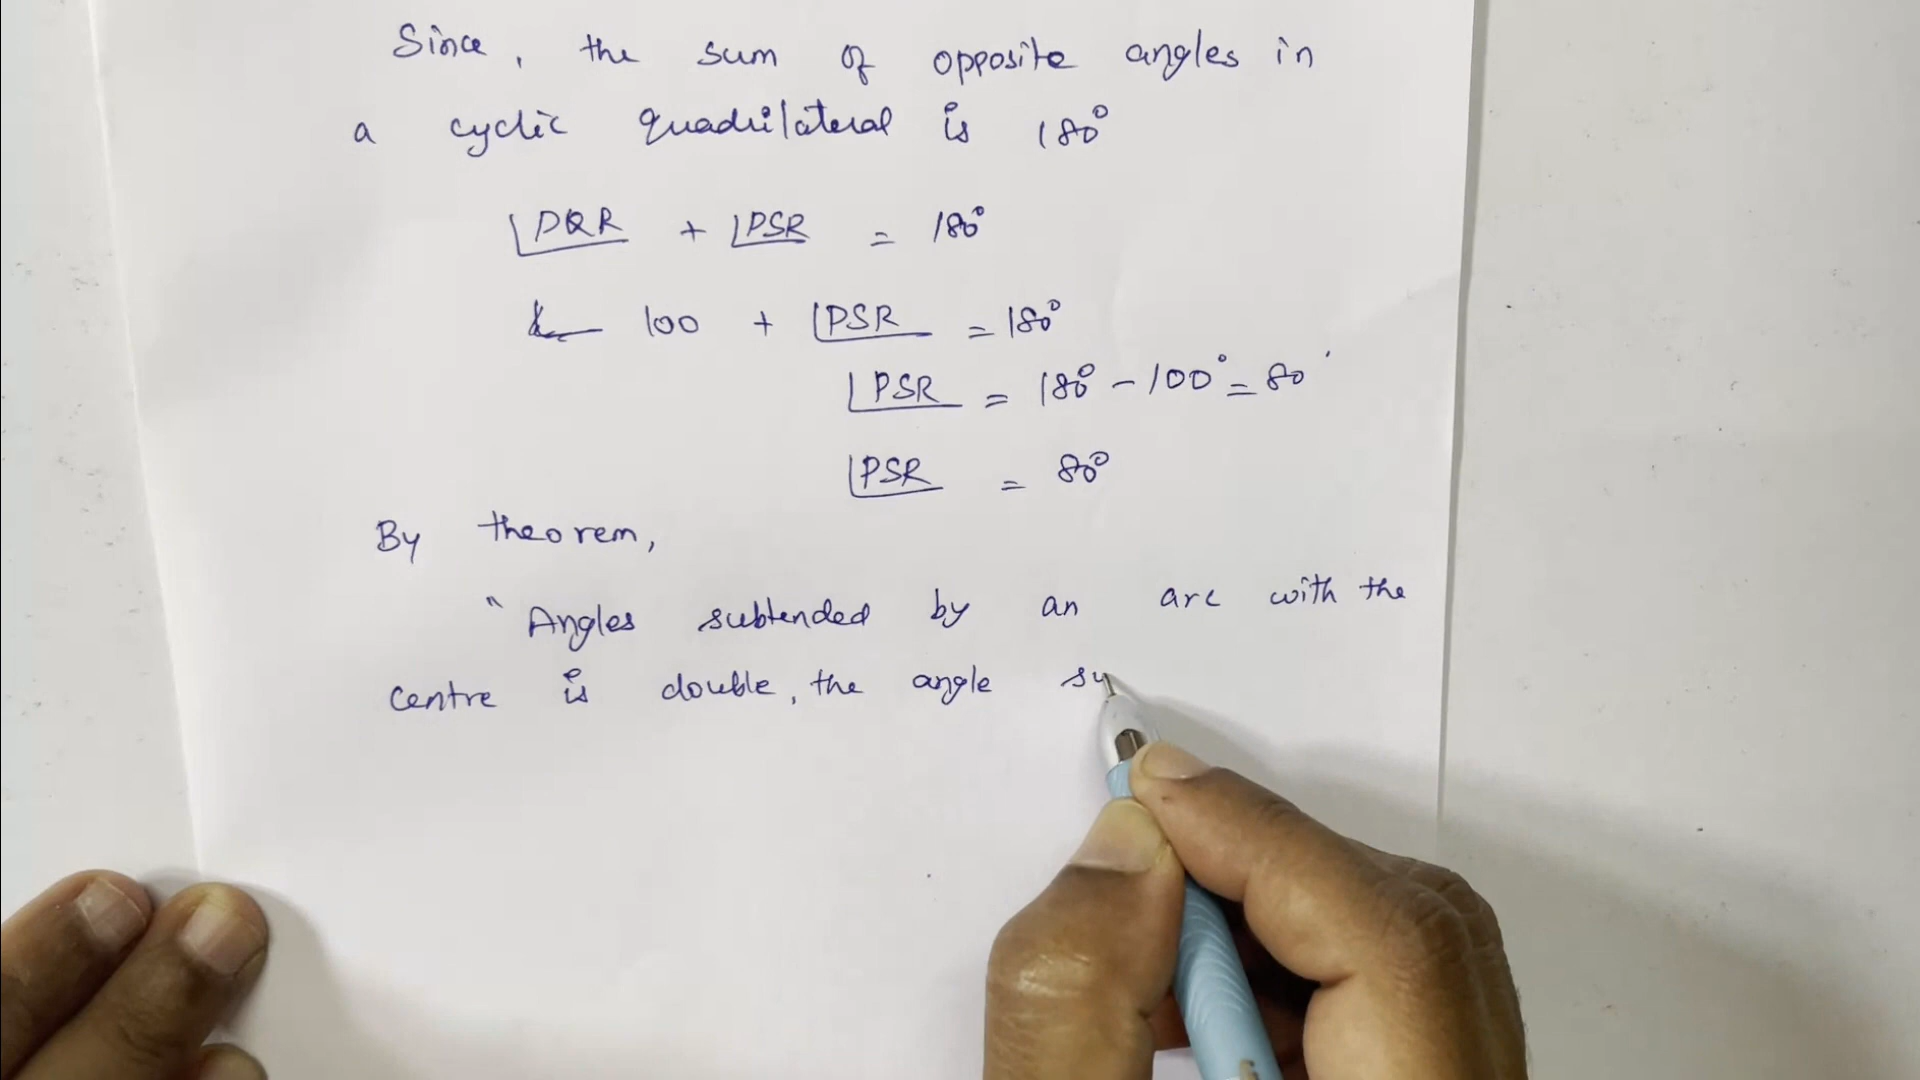 Since, the sum of opposite angles in
a cyclic quadrilateral is 180°
∠PQR + ∠PSR = 180°
100 + ∠PSR = 180°
∠PSR = 180° - 100° = 80°
∠PSR = 80°
By theorem,
"Angles subtended by an arc with the
centre is double, the angle su